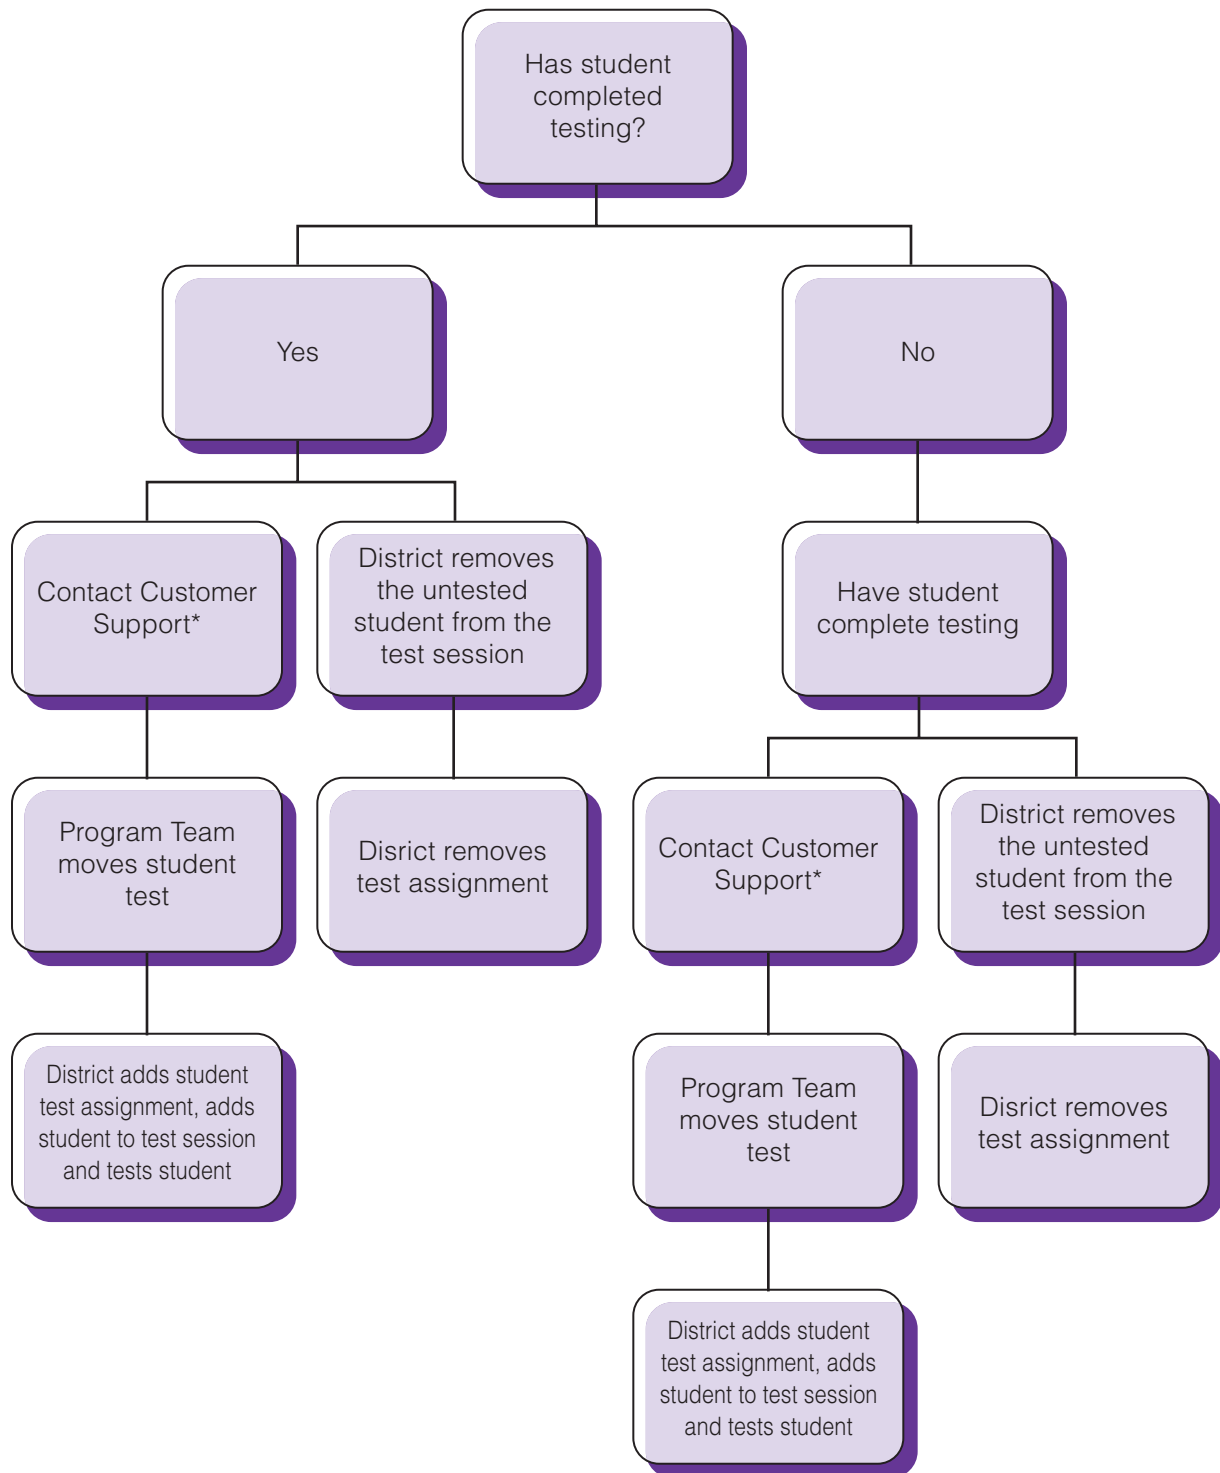 Has student
completed
testing?
Yes
No
Contact Customer
Support*
District removes
the untested
student from the
test session
Have student
complete testing
Program Team
moves student
test
Disrict removes
test assignment
Contact Customer
Support*
District removes
the untested
student from the
test session
District adds student
test assignment, adds
student to test session
and tests student
Program Team
moves student
test
Disrict removes
test assignment
District adds student
test assignment, adds
student to test session
and tests student